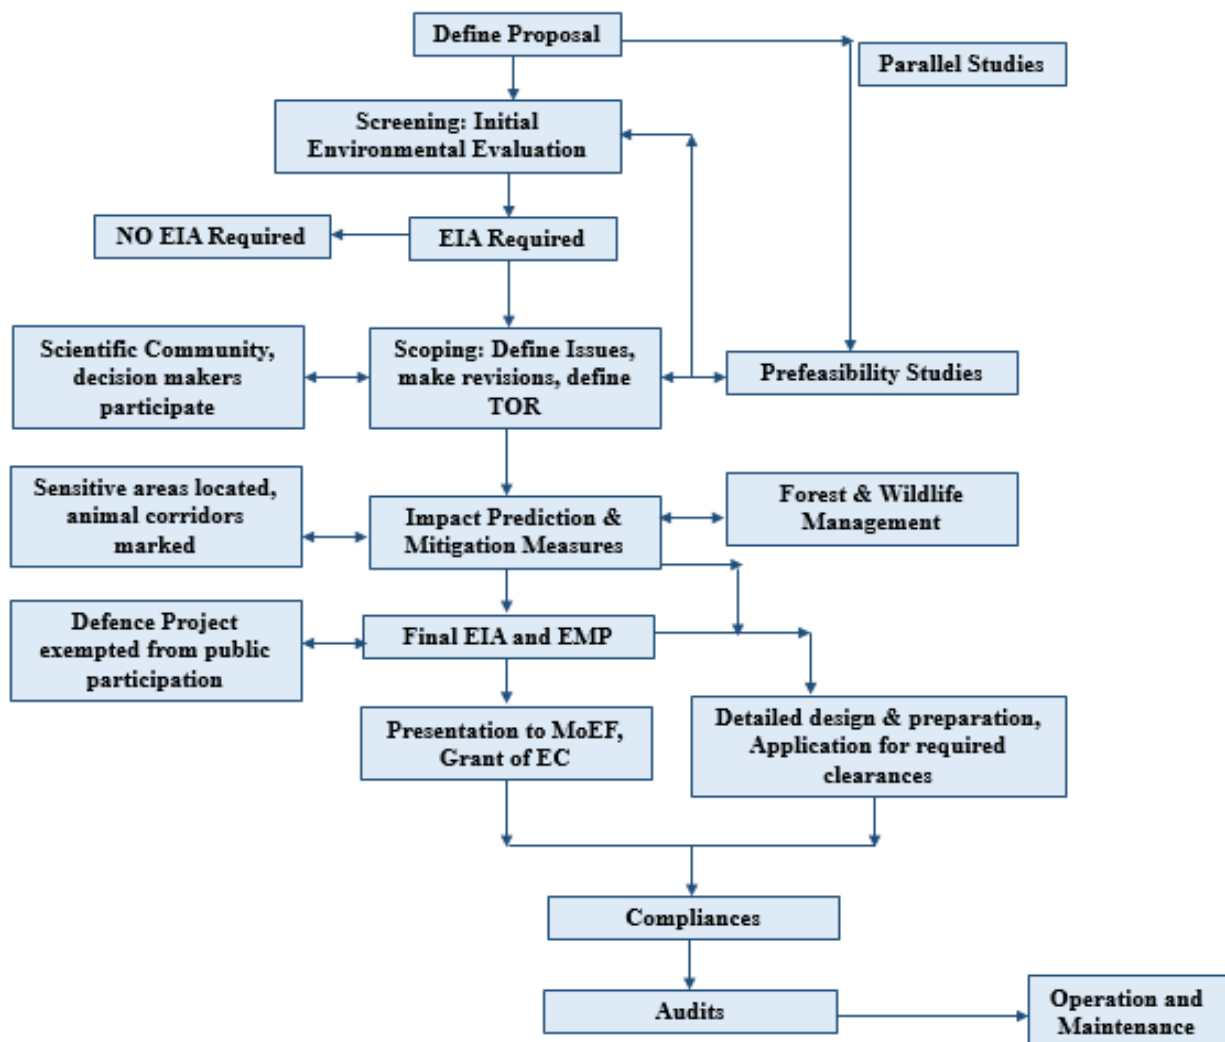 Define Proposal
Parallel Studies
Screening: Initial
Environmental Evaluation
NO EIA Required
EIA Required
Scientific Community,
decision makers
participate
Scoping: Define Issues,
make revisions, define
TOR
Prefeasibility Studies
Sensitive areas located,
animal corridors
marked
Impact Prediction &
Mitigation Measures
Forest & Wildlife
Management
Defence Project
exempted from public
participation
Final EIA and EMP
Presentation to MoEF,
Grant of EC
Detailed design & preparation,
Application for required
clearances
Compliances
Audits
Operation and
Maintenance